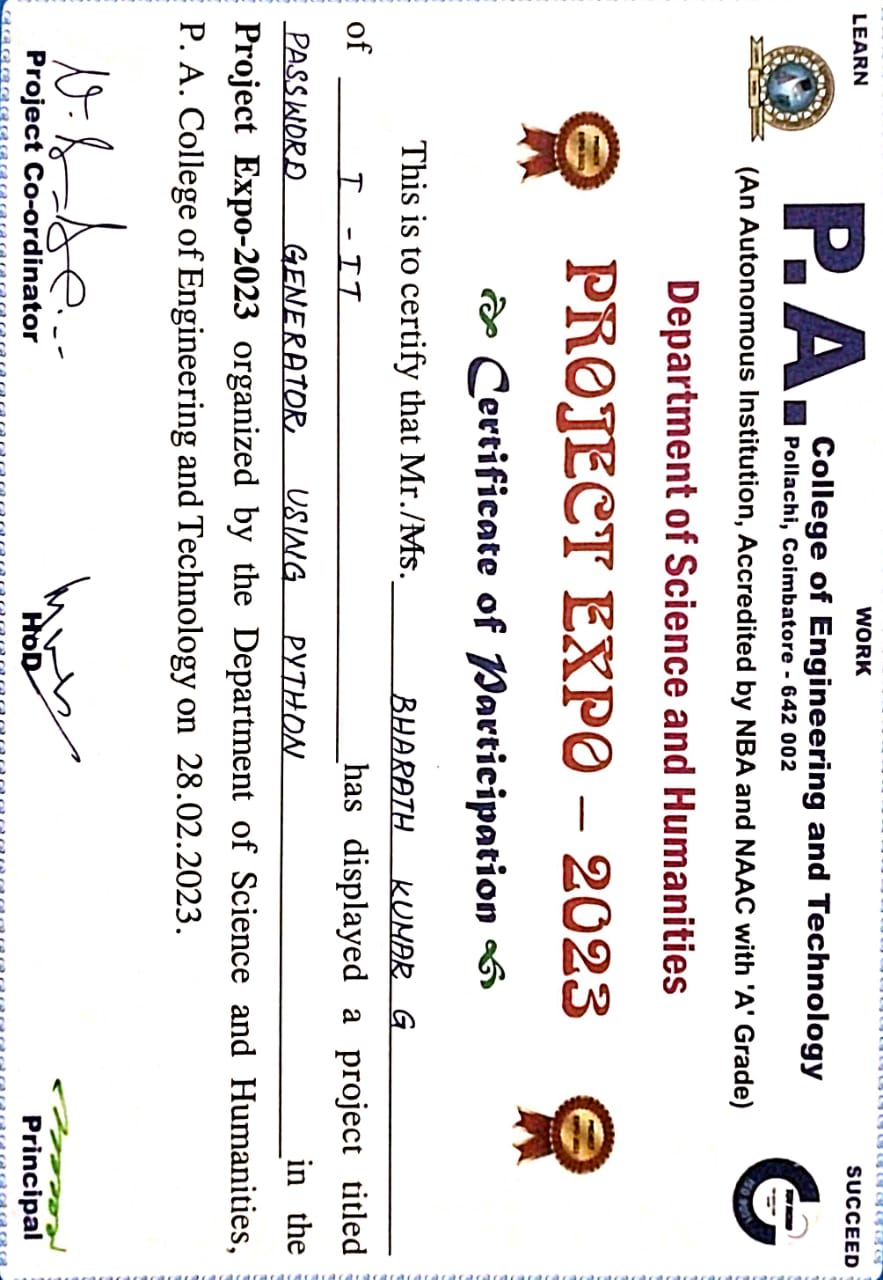 LEARN WORK SUCCEED
P.A. College of Engineering and Technology
Pollachi, Coimbatore - 642 002
(An Autonomous Institution, Accredited by NBA and NAAC with 'A' Grade)
Department of Science and Humanities
PROJECT EXPO – 2023
Certificate of Participation
This is to certify that Mr./Ms. BHARATH KUMAR G
of I - IT has displayed a project titled
PASSWORD GENERATOR USING PYTHON in the
Project Expo-2023 organized by the Department of Science and Humanities,
P. A. College of Engineering and Technology on 28.02.2023.
Project Co-ordinator HoD Principal